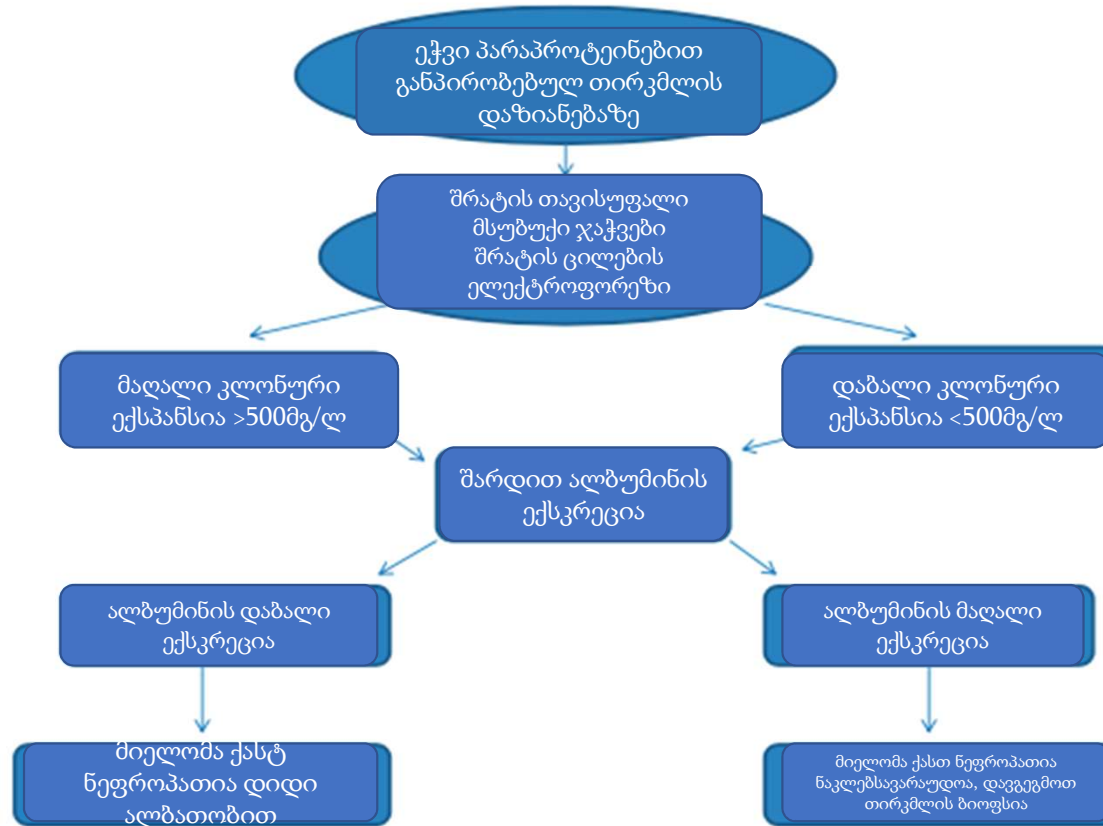 ეჭვი პარაპროტეინებით
განპირობებულ თირკმლის
დაზიანებაზე
შრატის თავისუფალი
მსუბუქი ჯაჭვები
შრატის ცილების
ელექტროფორეზი
მაღალი კლონური
ექსპანსია >500მგ/ლ
დაბალი კლონური
ექსპანსია <500მგ/ლ
შარდით ალბუმინის
ექსკრეცია
ალბუმინის დაბალი
ექსკრეცია
ალბუმინის მაღალი
ექსკრეცია
მიელომა ქასტ
ნეფროპათია დიდი
ალბათობით
მიელომა ქასთ ნეფროპათია
ნაკლებსავარაუდოა, დავგეგმოთ
თირკმლის ბიოფსია